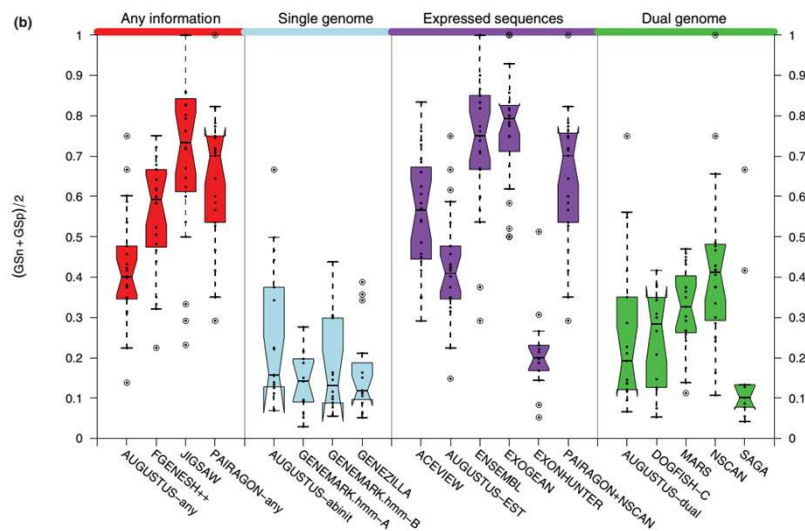 (b)
Any information
Single genome
Expressed sequences
Dual genome
(GSn+GSp)/2
1
0.9
0.8
0.7
0.6
0.5
0.4
0.3
0.2
0.1
0
1
0.9
0.8
0.7
0.6
0.5
0.4
0.3
0.2
0.1
0
AUGUSTUS-any
FGENESH++
JIGSAW
PAIRAGON-any
AUGUSTUS-abinit
GENEMARK.hmm-A
GENEMARK.hmm-B
GENEZILLA
ACEVIEW
AUGUSTUS-EST
ENSEMBL
EXOGEAN
EXONHUNTER
PAIRAGON+NSCAN
AUGUSTUS-dual
DOGFISH-C
MARS
NSCAN
SAGA